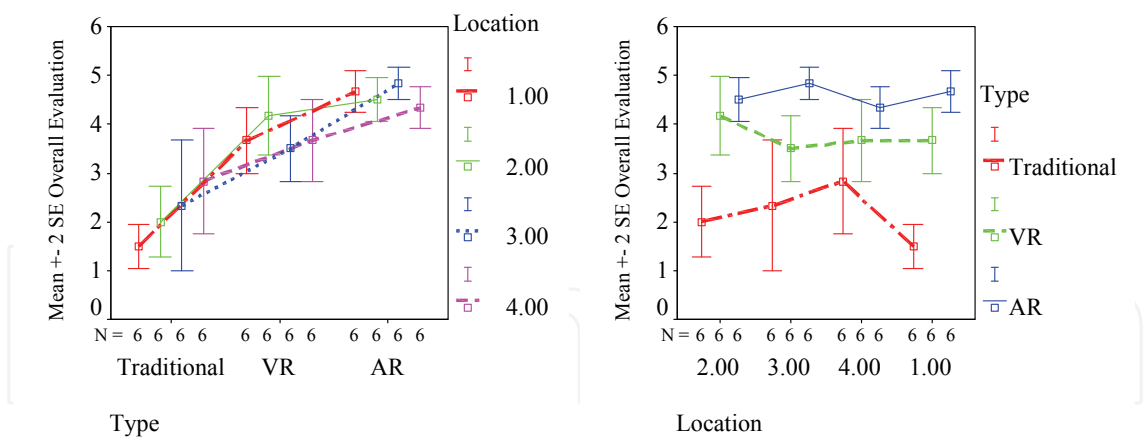 Mean +- 2 SE Overall Evaluation
6
5
4
3
2
1
0
N = 6 6 6 6 6 6 6 6 6 6 6 6
Traditional VR AR
Type
Location
1.00
2.00
3.00
4.00
Mean +- 2 SE Overall Evaluation
6
5
4
3
2
1
0
N = 6 6 6 6 6 6 6 6 6 6 6 6
2.00 3.00 4.00 1.00
Location
Type
Traditional
VR
AR